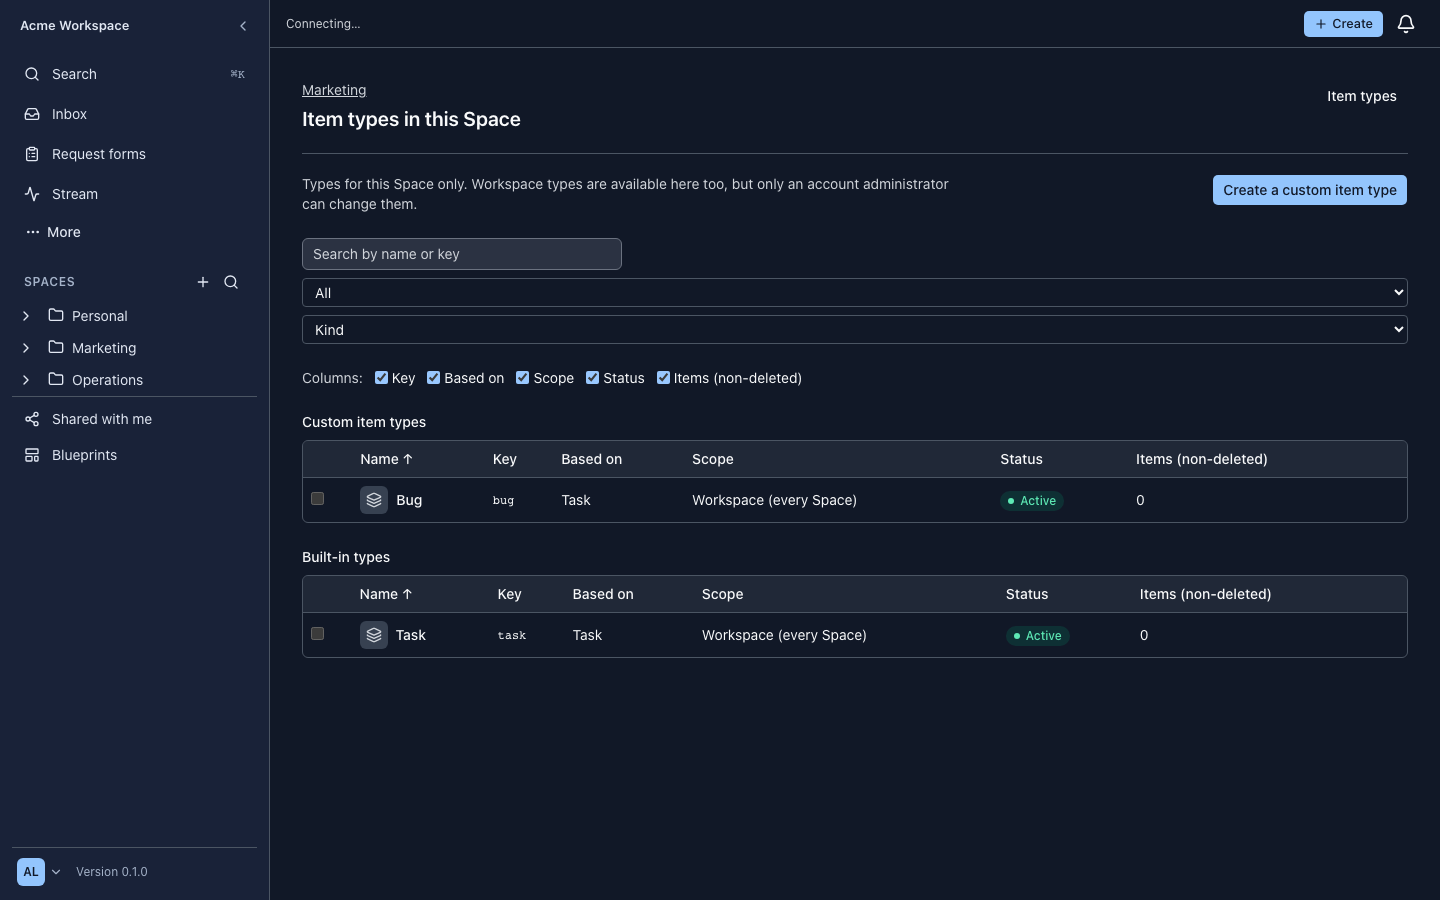 Acme Workspace
Connecting...
Create
Search ⌘K
Inbox
Request forms
Stream
More
SPACES
Personal
Marketing
Operations
Shared with me
Blueprints
AL
Version 0.1.0
Marketing
Item types in this Space
Item types
Types for this Space only. Workspace types are available here too, but only an account administrator
can change them.
Create a custom item type
Search by name or key
All
Kind
Columns: Key Based on Scope Status Items (non-deleted)
Custom item types
Name ↑ Key Based on Scope Status Items (non-deleted)
Bug bug Task Workspace (every Space) Active 0
Built-in types
Name ↑ Key Based on Scope Status Items (non-deleted)
Task task Task Workspace (every Space) Active 0